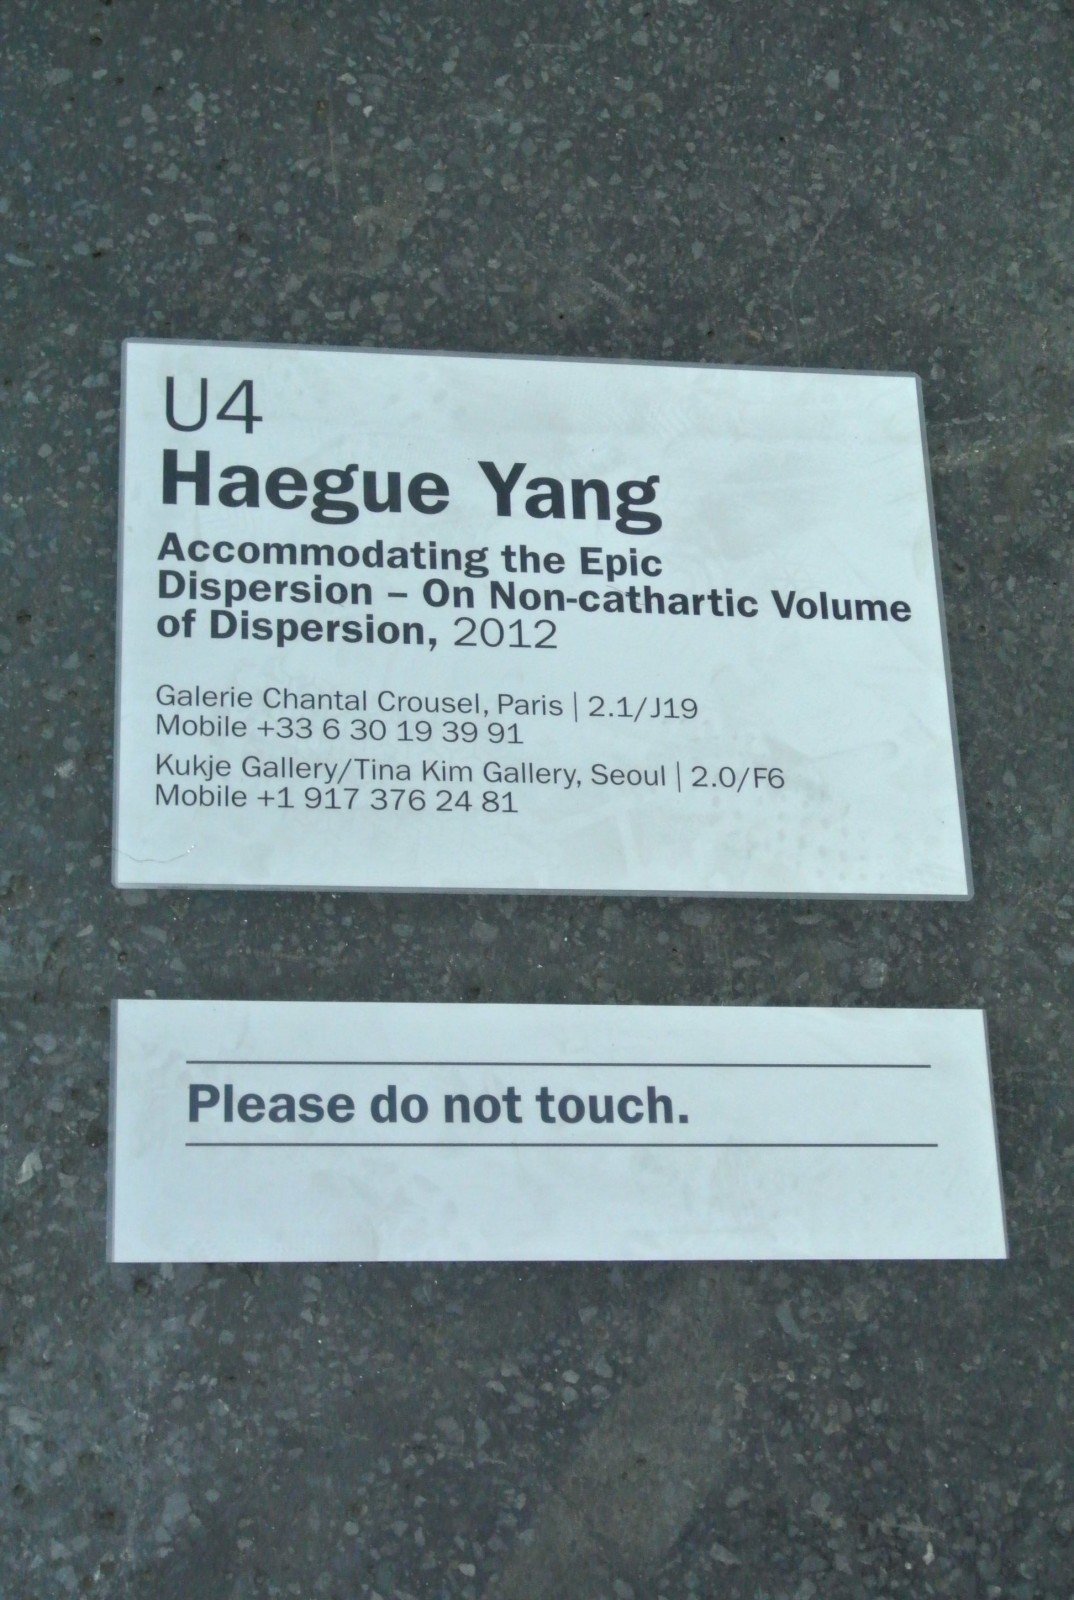 U4
Haegue Yang
Accommodating the Epic
Dispersion – On Non-cathartic Volume
of Dispersion, 2012
Galerie Chantal Crousel, Paris | 2.1/J19
Mobile +33 6 30 19 39 91
Kukje Gallery/Tina Kim Gallery, Seoul | 2.0/F6
Mobile +1 917 376 24 81
Please do not touch.